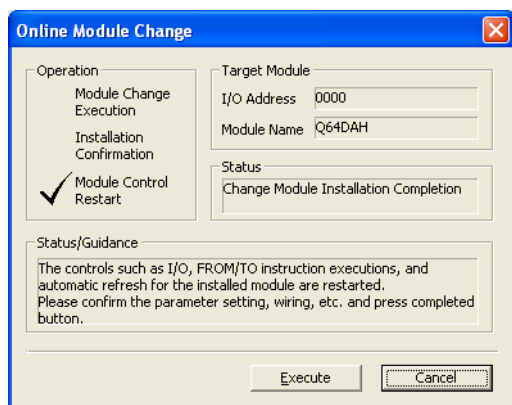 Online Module Change
Operation
Module Change
Execution
Installation
Confirmation
Module Control
Restart
Target Module
I/O Address 0000
Module Name Q64DAH
Status
Change Module Installation Completion
Status/Guidance
The controls such as I/O, FROM/TO instruction executions, and
automatic refresh for the installed module are restarted.
Please confirm the parameter setting, wiring, etc. and press completed
button.
Execute
Cancel